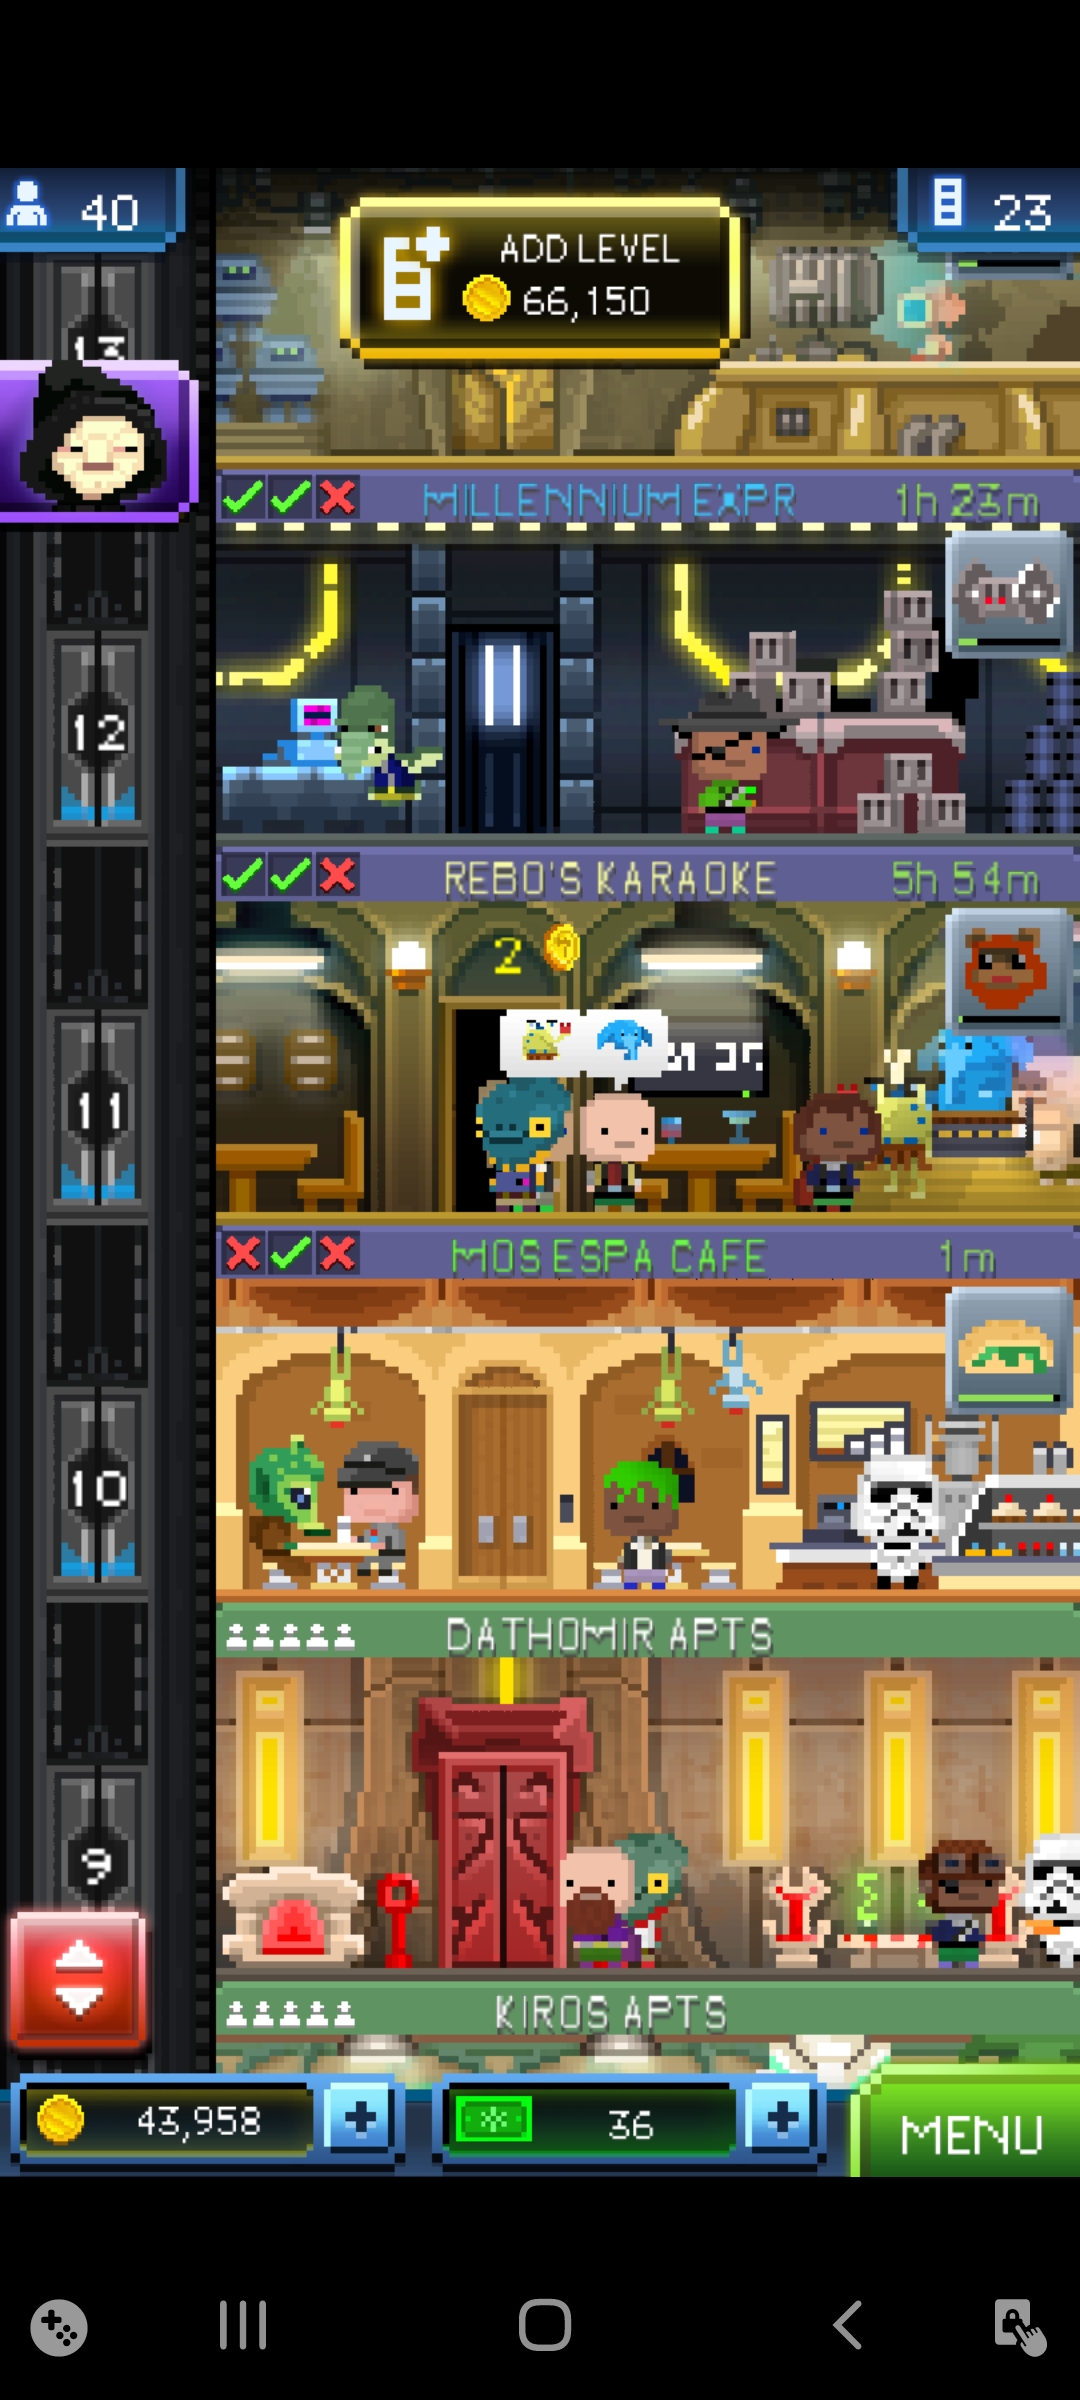 40
ADD LEVEL
66,150
23
13
MILLENNIUM EXPR
1h 23m
12
REBO'S KARAOKE
5h 54m
2
11
MOS ESPA CAFE
1m
10
DATHOMIR APTS
9
KIROS APTS
43,958
36
MENU